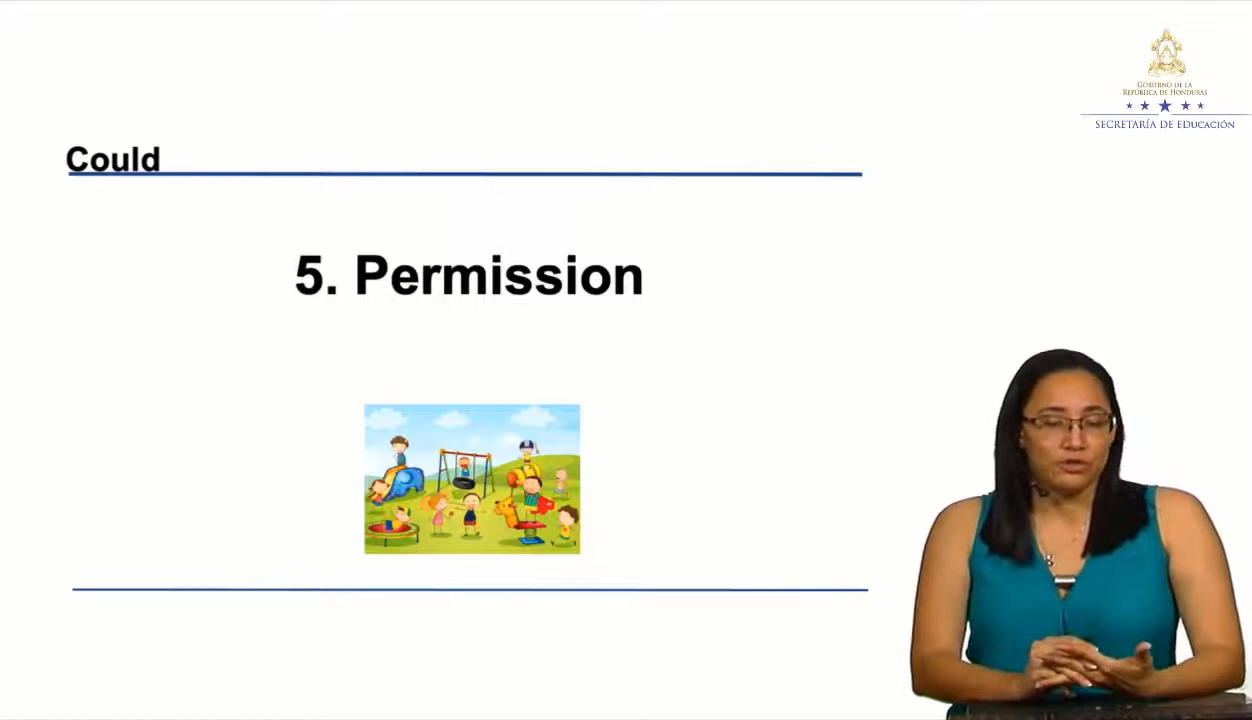 GOBIERNO DE LA
REPÚBLICA DE HONDURAS
SECRETARÍA DE EDUCACIÓN
Could
5. Permission